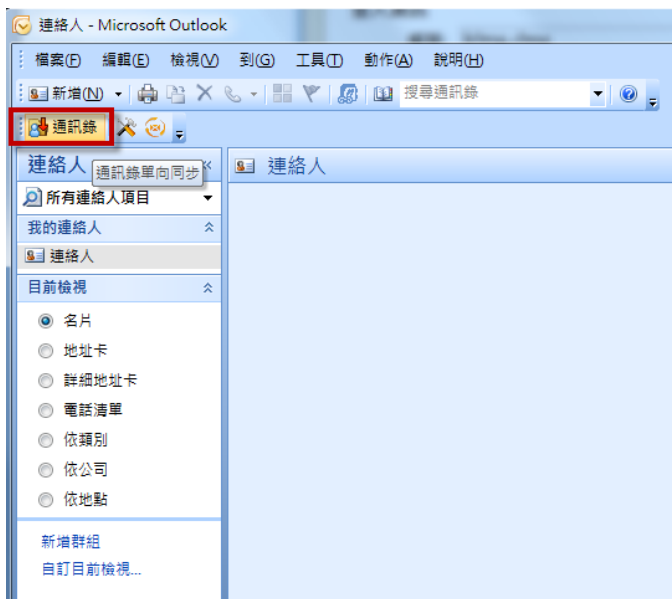 連絡人 - Microsoft Outlook
檔案(F) 編輯(E) 檢視(V) 到(G) 工具(T) 動作(A) 說明(H)
新增(N) 搜尋通訊錄
通訊錄
連絡人 連絡人
通訊錄單向同步
所有連絡人項目
我的連絡人
連絡人
目前檢視
名片
地址卡
詳細地址卡
電話清單
依類別
依公司
依地點
新增群組
自訂目前檢視...